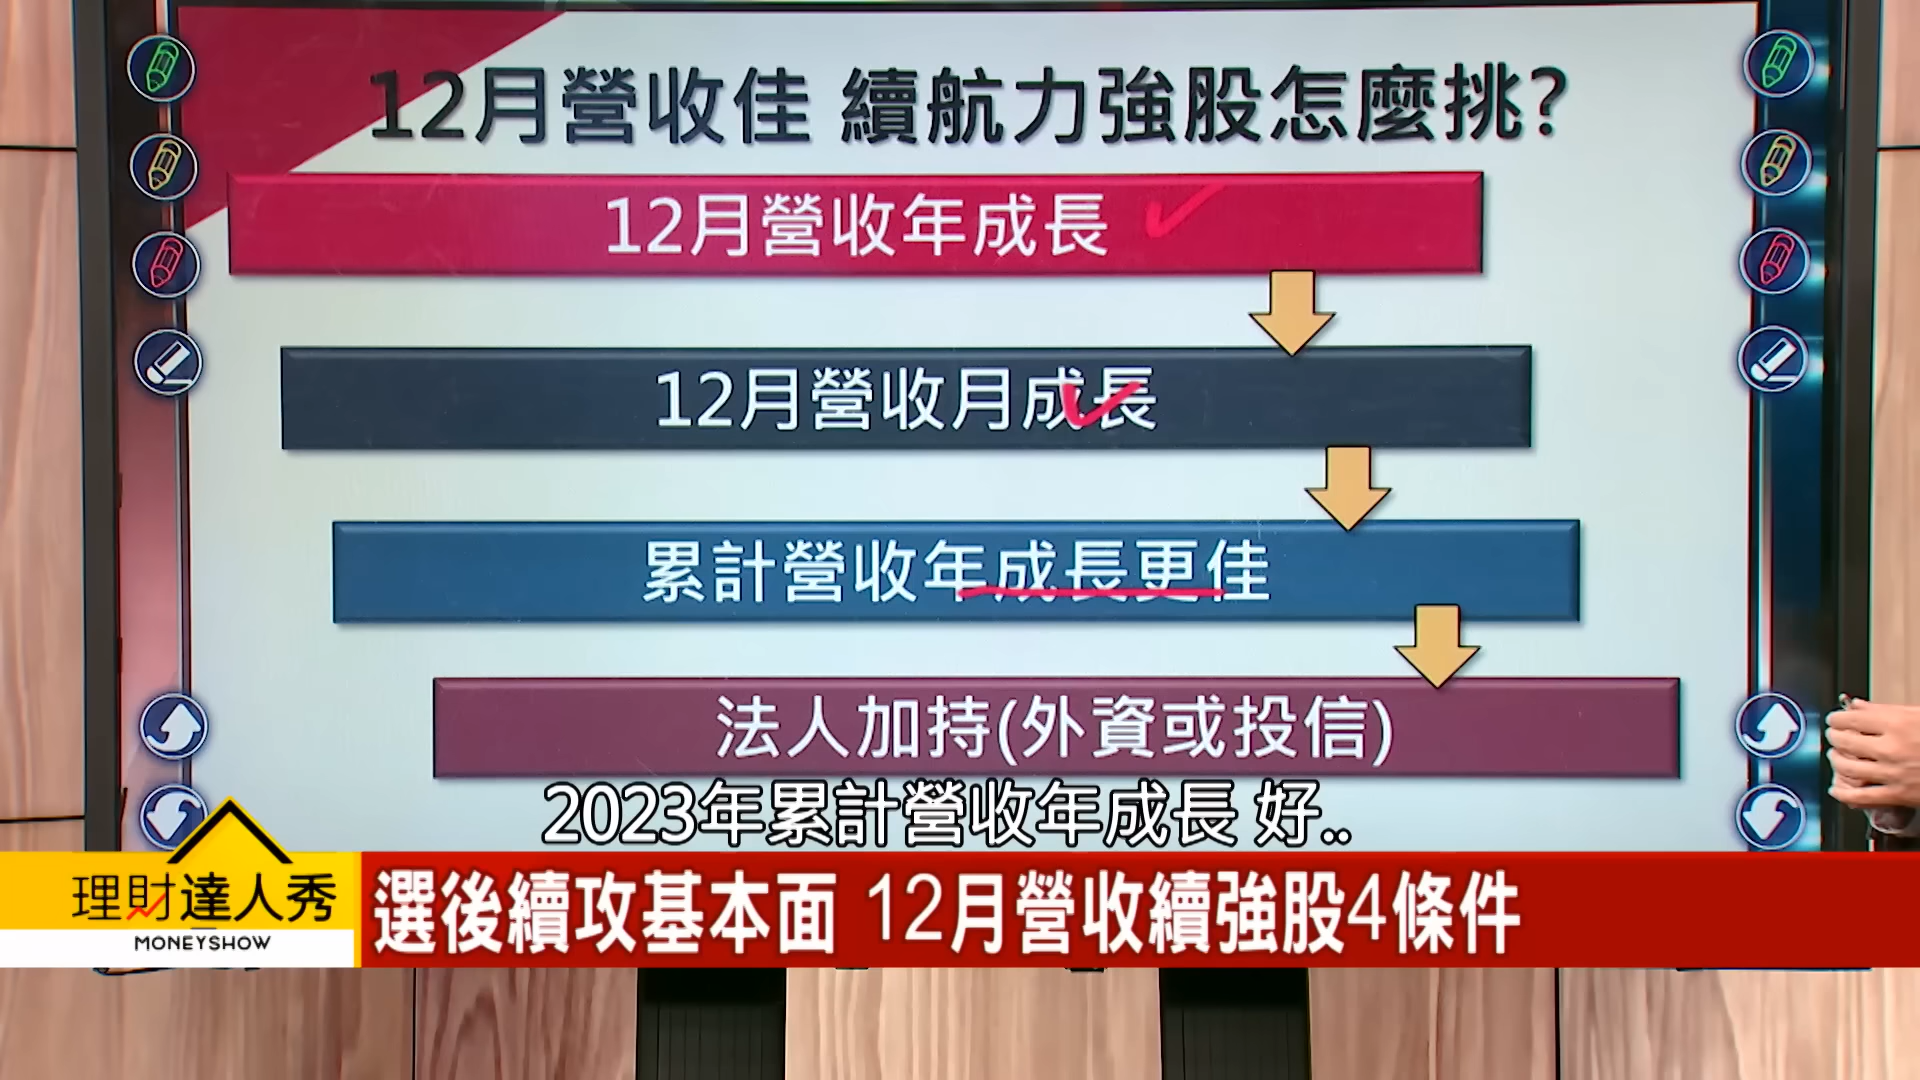 12月營收佳 續航力強股怎麼挑?
12月營收年成長
12月營收月成長
累計營收年成長更佳
法人加持(外資或投信)
2023年累計營收年成長 好..
理財達人秀
MONEYSHOW
選後續攻基本面 12月營收續強股4條件